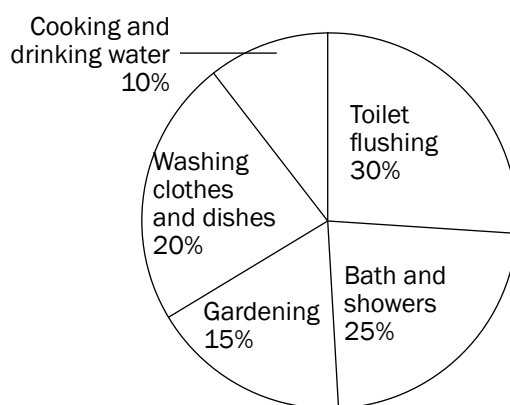 Cooking and
drinking water
10%
Toilet
flushing
30%
Washing
clothes
and dishes
20%
Bath and
showers
25%
Gardening
15%